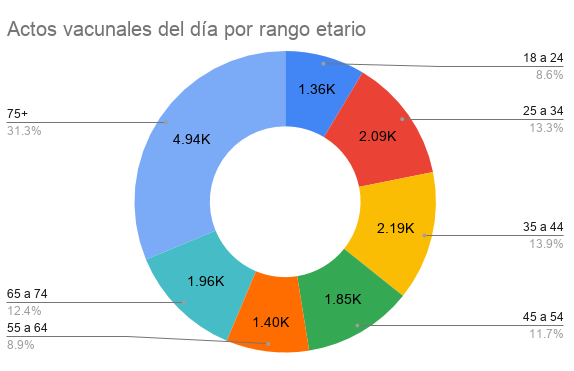 Actos vacunales del día por rango etario
18 a 24
8.6%
1.36K
25 a 34
13.3%
2.09K
35 a 44
13.9%
2.19K
45 a 54
11.7%
1.85K
55 a 64
8.9%
1.40K
65 a 74
12.4%
1.96K
75+
31.3%
4.94K